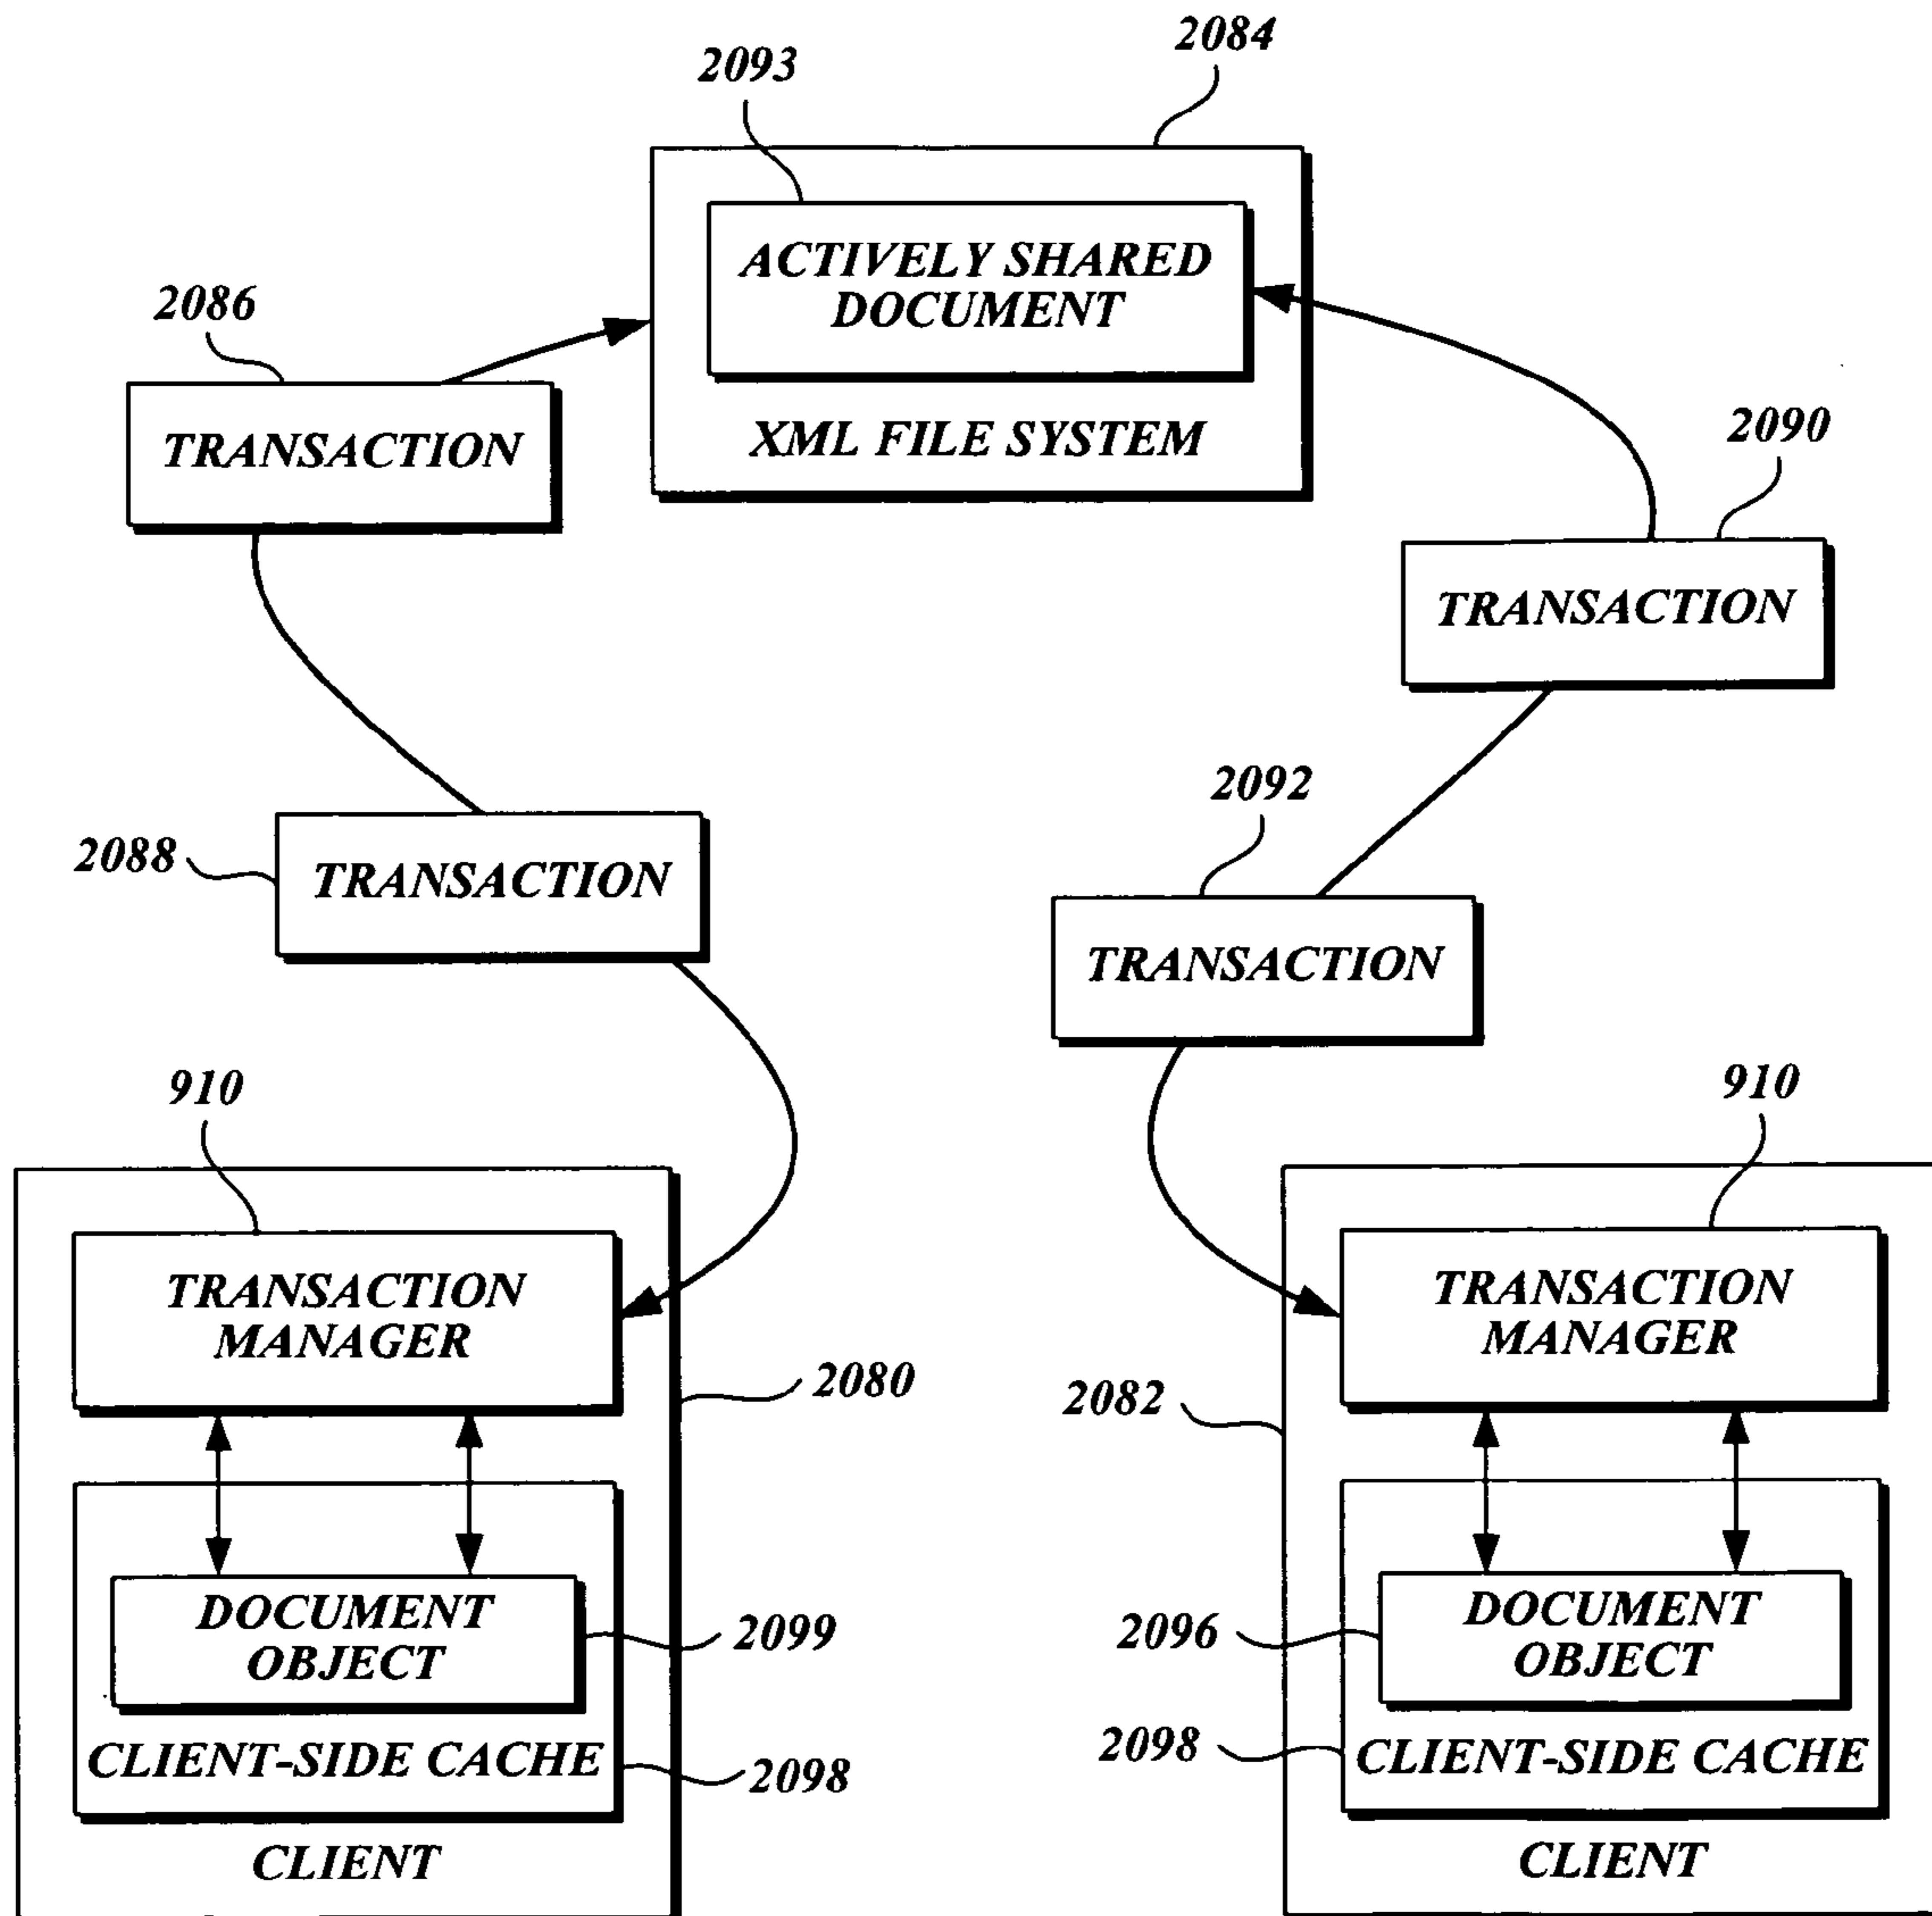 2084
2093
ACTIVELY SHARED
DOCUMENT
2086
XML FILE SYSTEM
TRANSACTION
2090
TRANSACTION
2092
2088
TRANSACTION
TRANSACTION
910
910
TRANSACTION
MANAGER
TRANSACTION
MANAGER
2080
2082
DOCUMENT
OBJECT
2099
2096
DOCUMENT
OBJECT
CLIENT-SIDE CACHE
2098
2098
CLIENT-SIDE CACHE
CLIENT
CLIENT